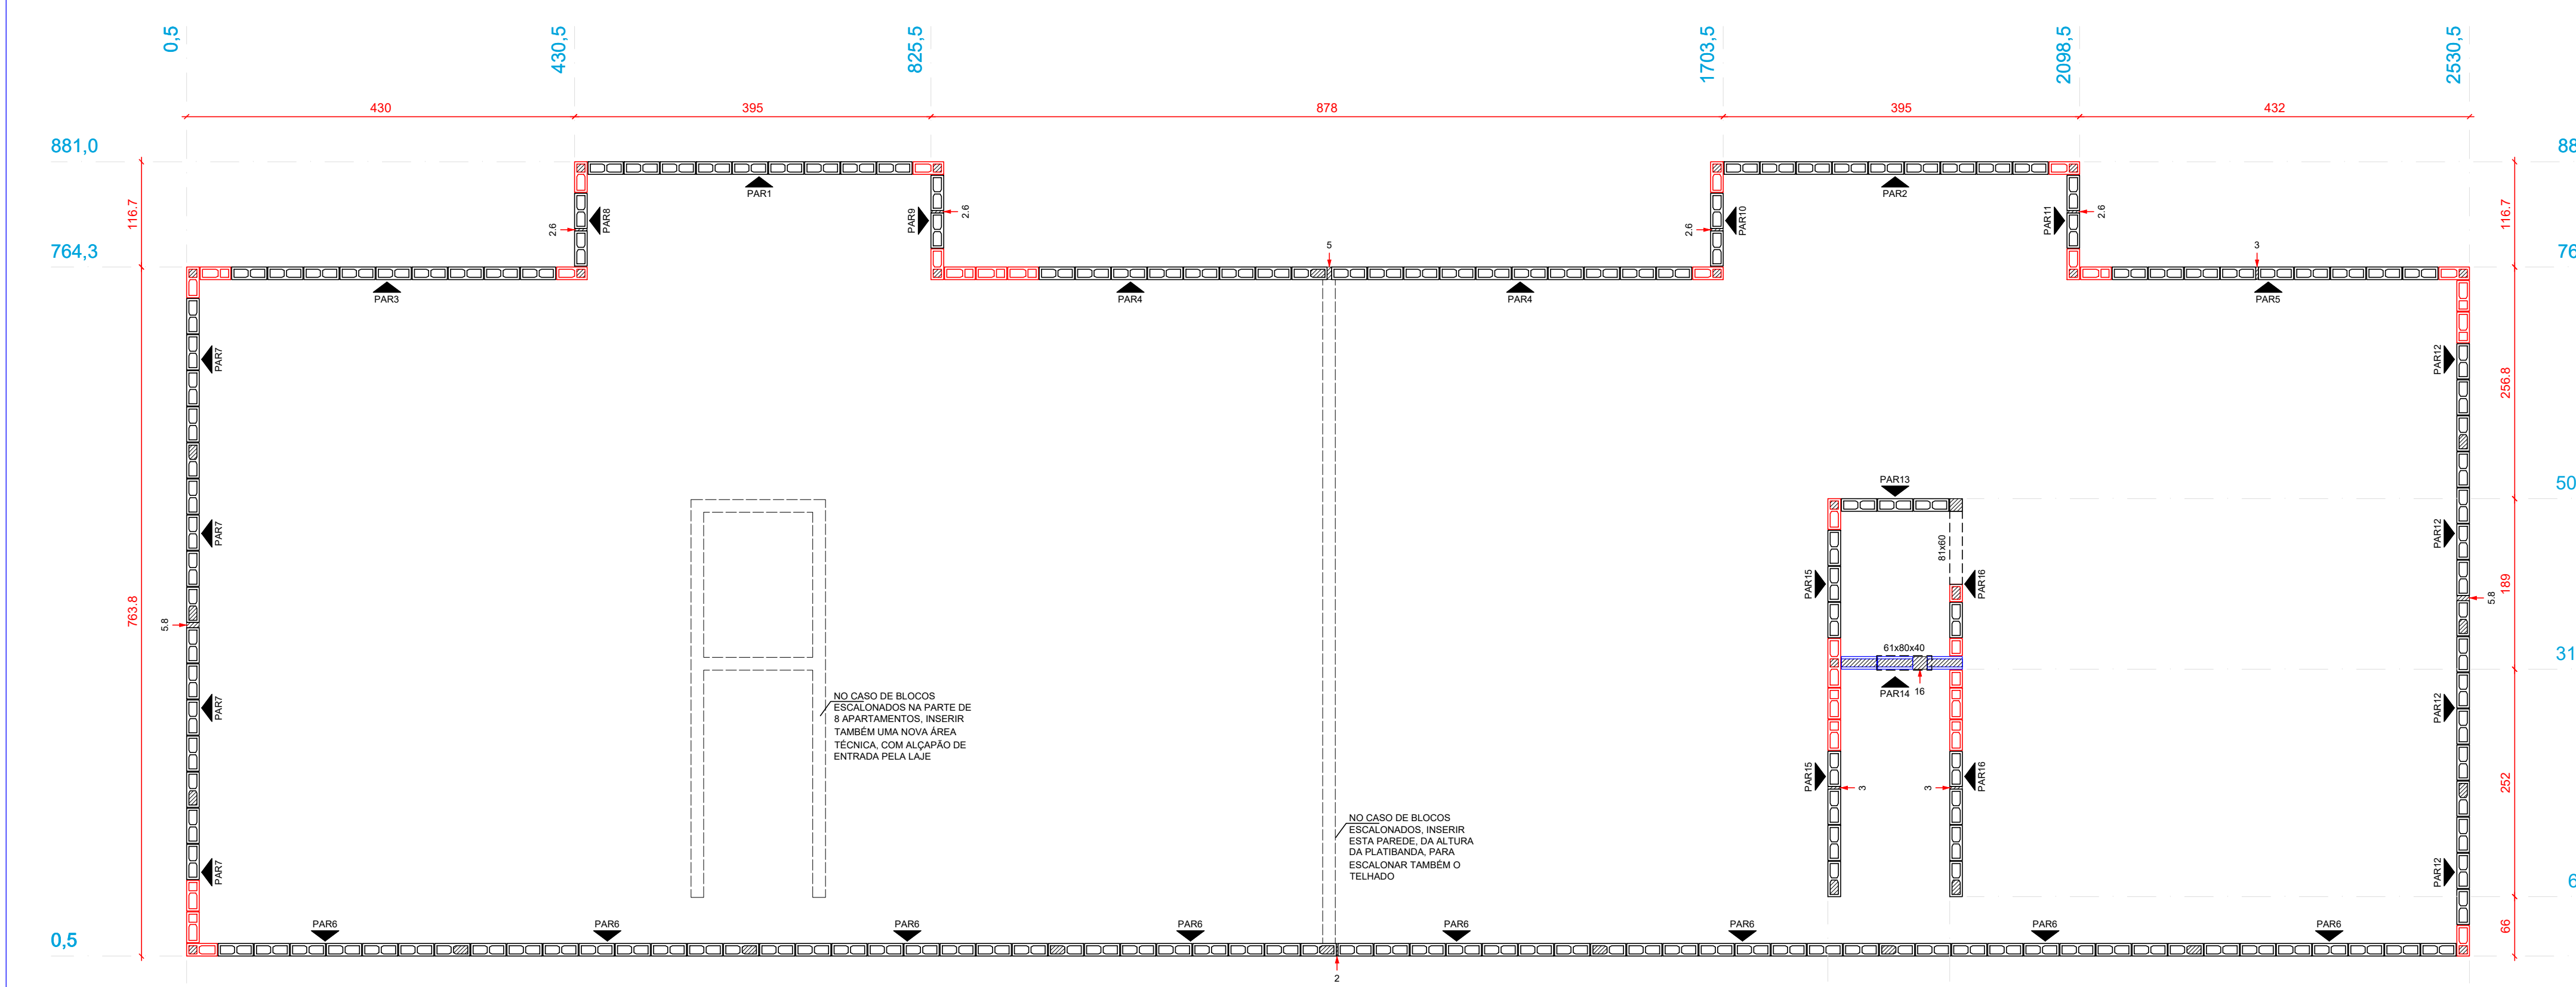 0,5
430,5
825,5
1703,5
2098,5
2530,5
430
395
878
395
432
881,0
88
116.7
PAR1
PAR2
116.7
2.6
PAR8
PAR9
2.6
2.6
PAR10
PAR11
2.6
764,3
76
5
3
PAR3
PAR4
PAR4
PAR5
PAR7
PAR12
256.8
PAR13
50
PAR7
81x60
PAR12
PAR15
PAR16
189
763.8
5.8
5.8
61x80x40
31
PAR14
16
PAR7
PAR12
NO CASO DE BLOCOS
ESCALONADOS NA PARTE DE
8 APARTAMENTOS, INSERIR
TAMBÉM UMA NOVA ÁREA
TÉCNICA, COM ALÇAPÃO DE
ENTRADA PELA LAJE
PAR15
PAR16
3
3
252
NO CASO DE BLOCOS
ESCALONADOS, INSERIR
ESTA PAREDE, DA ALTURA
DA PLATIBANDA, PARA
ESCALONAR TAMBÉM O
TELHADO
PAR7
PAR12
6
66
PAR6
PAR6
PAR6
PAR6
PAR6
PAR6
PAR6
PAR6
0,5
2